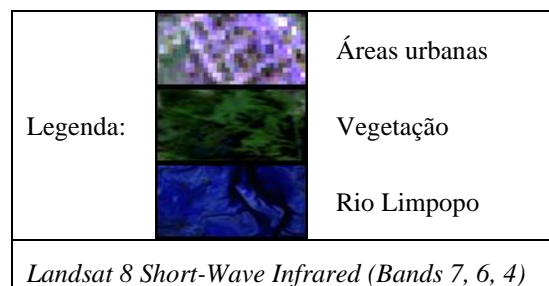 Áreas urbanas
Legenda:
Vegetação
Rio Limpopo
Landsat 8 Short-Wave Infrared (Bands 7, 6, 4)